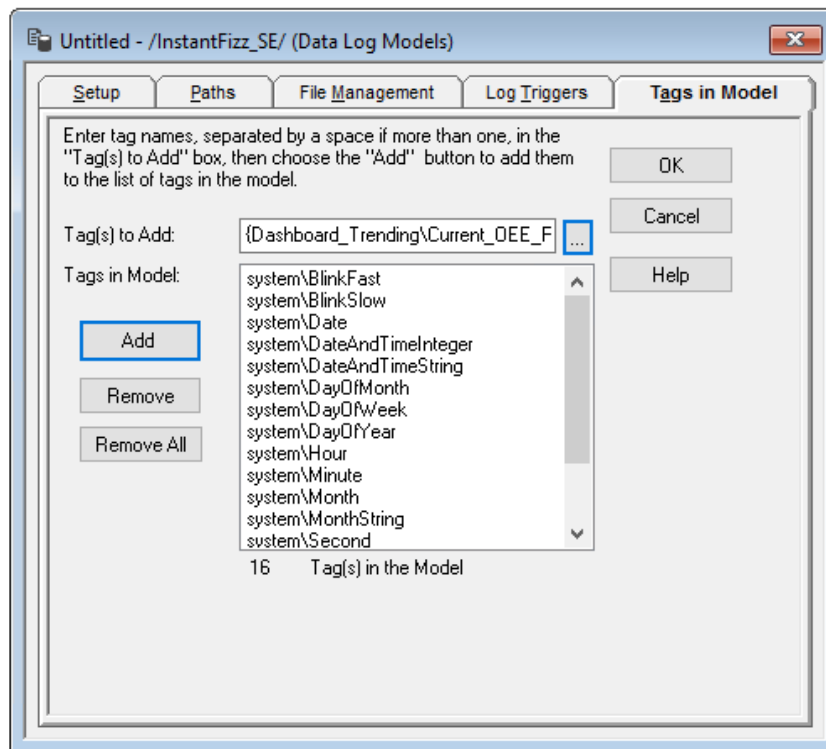 Untitled - /InstantFizz_SE/ (Data Log Models)
Setup Paths File Management Log Triggers Tags in Model
Enter tag names, separated by a space if more than one, in the
"Tag(s) to Add" box, then choose the "Add" button to add them
to the list of tags in the model.
OK
Cancel
Tag(s) to Add: {Dashboard_Trending\Current_OEE_F ...
Help
Tags in Model:
system\BlinkFast
system\BlinkSlow
system\Date
system\DateAndTimeInteger
system\DateAndTimeString
system\DayOfMonth
system\DayOfWeek
system\DayOfYear
system\Hour
system\Minute
system\Month
system\MonthString
system\Second
Add
Remove
Remove All
16 Tag(s) in the Model